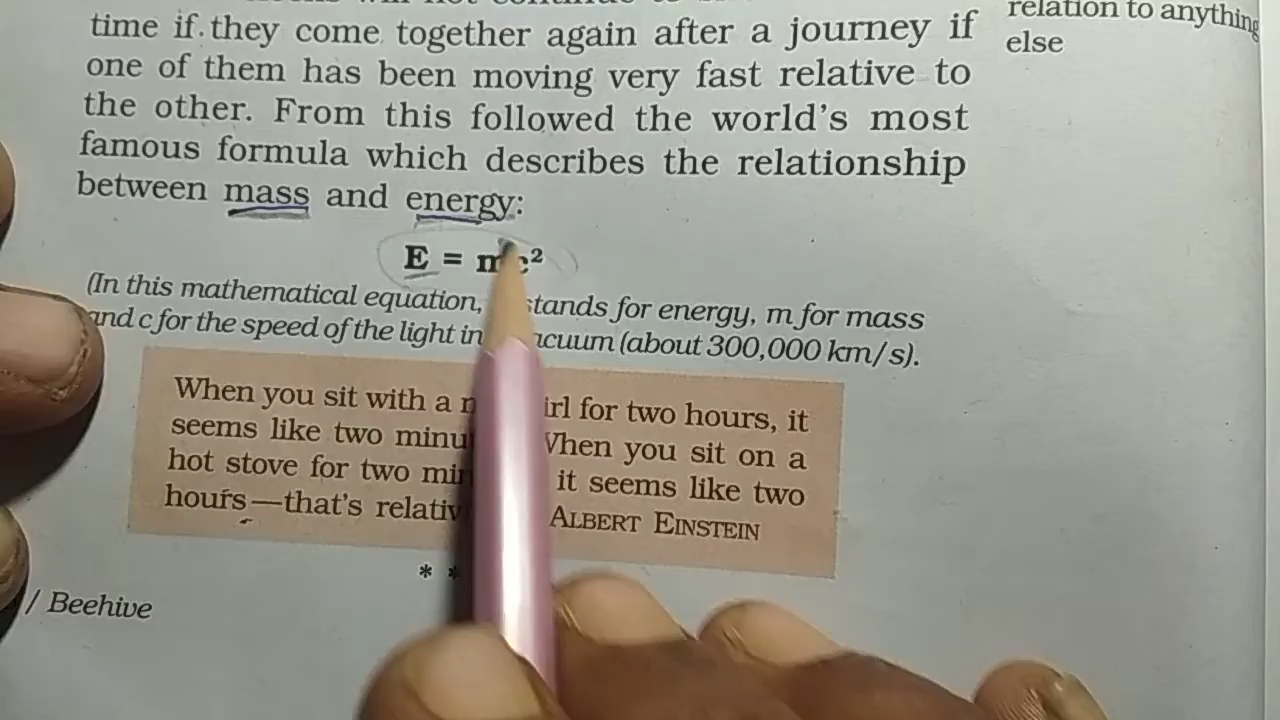 relation to anything
else
time if they come together again after a journey if
one of them has been moving very fast relative to
the other. From this followed the world's most
famous formula which describes the relationship
between mass and energy:
E = mc²
(In this mathematical equation, stands for energy, m for mass
and c for the speed of the light in vacuum (about 300,000 km/s).
When you sit with a girl for two hours, it
seems like two minutes When you sit on a
hot stove for two min it seems like two
hours—that's relativ ALBERT EINSTEIN
* *
/ Beehive